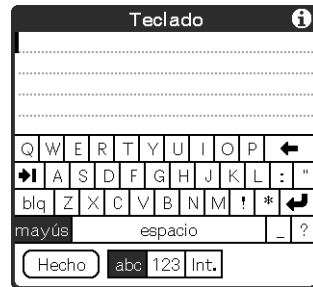 Teclado i
Q W E R T Y U I O P
A S D F G H J K L : "
blq Z X C V B N M ! *
mayús espacio _ ?
Hecho abc 123 Int.